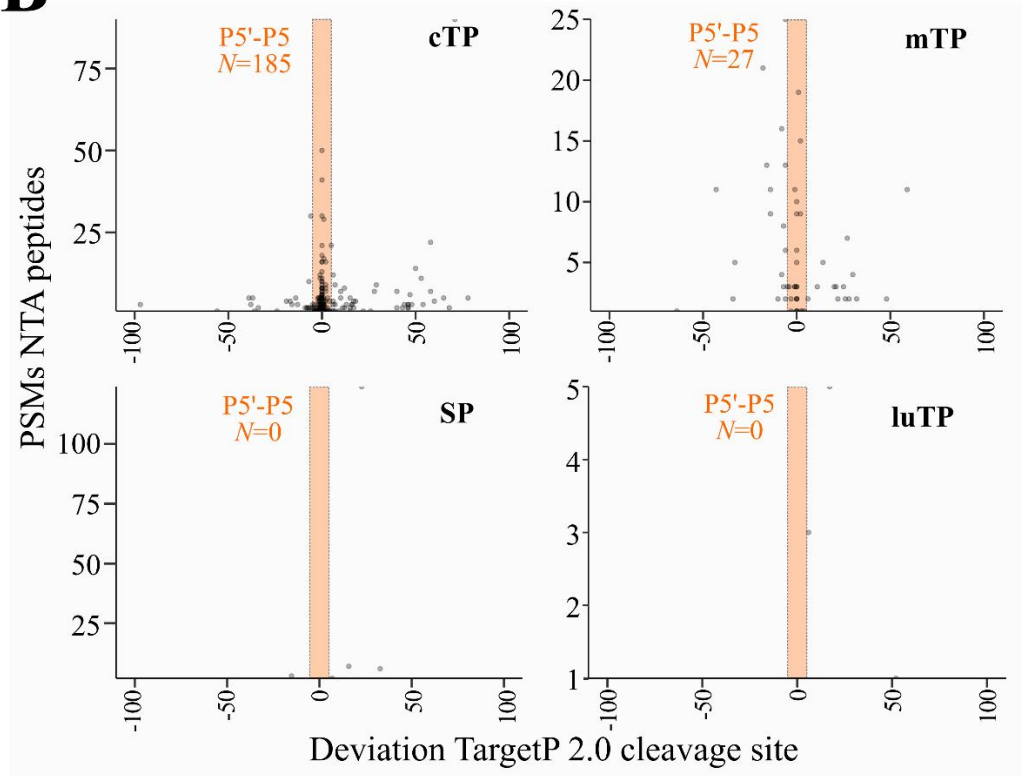 B
PSMs NTA peptides
P5'-P5
N=185
cTP
75
50
25
-100
-50
0
50
100
P5'-P5
N=27
mTP
25
20
15
10
5
-100
-50
0
50
100
P5'-P5
N=0
SP
100
75
50
25
-100
-50
0
50
100
P5'-P5
N=0
luTP
5
4
3
2
1
-100
-50
0
50
100
Deviation TargetP 2.0 cleavage site